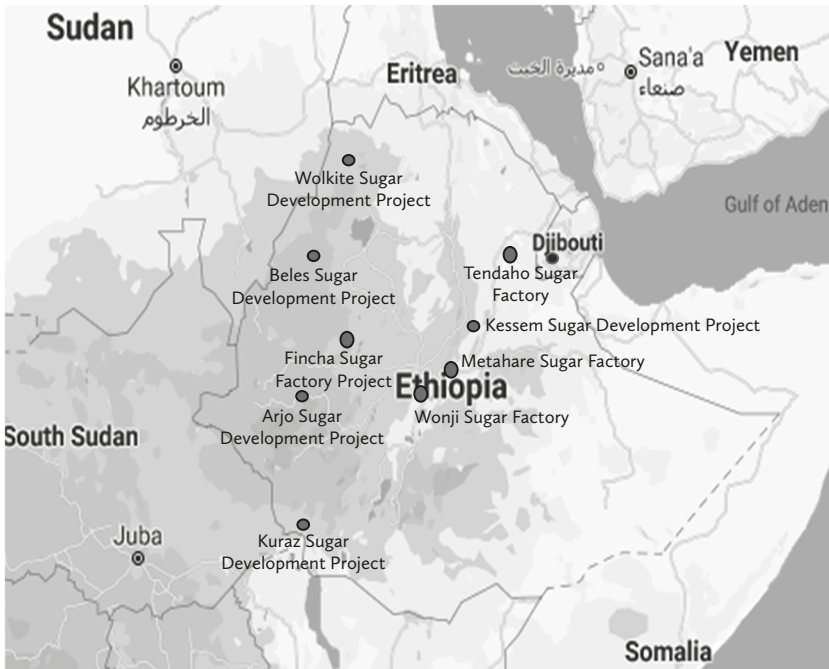 Sudan
Khartoum
الخرطوم
Eritrea
مديرية الخبت
Sana'a
صنعاء
Yemen
Wolkite Sugar
Development Project
Gulf of Aden
Beles Sugar
Development Project
Djibouti
Tendaho Sugar
Factory
Kessem Sugar Development Project
Fincha Sugar
Factory Project
Metahare Sugar Factory
Ethiopia
Arjo Sugar
Development Project
Wonji Sugar Factory
South Sudan
Juba
Kuraz Sugar
Development Project
Somalia